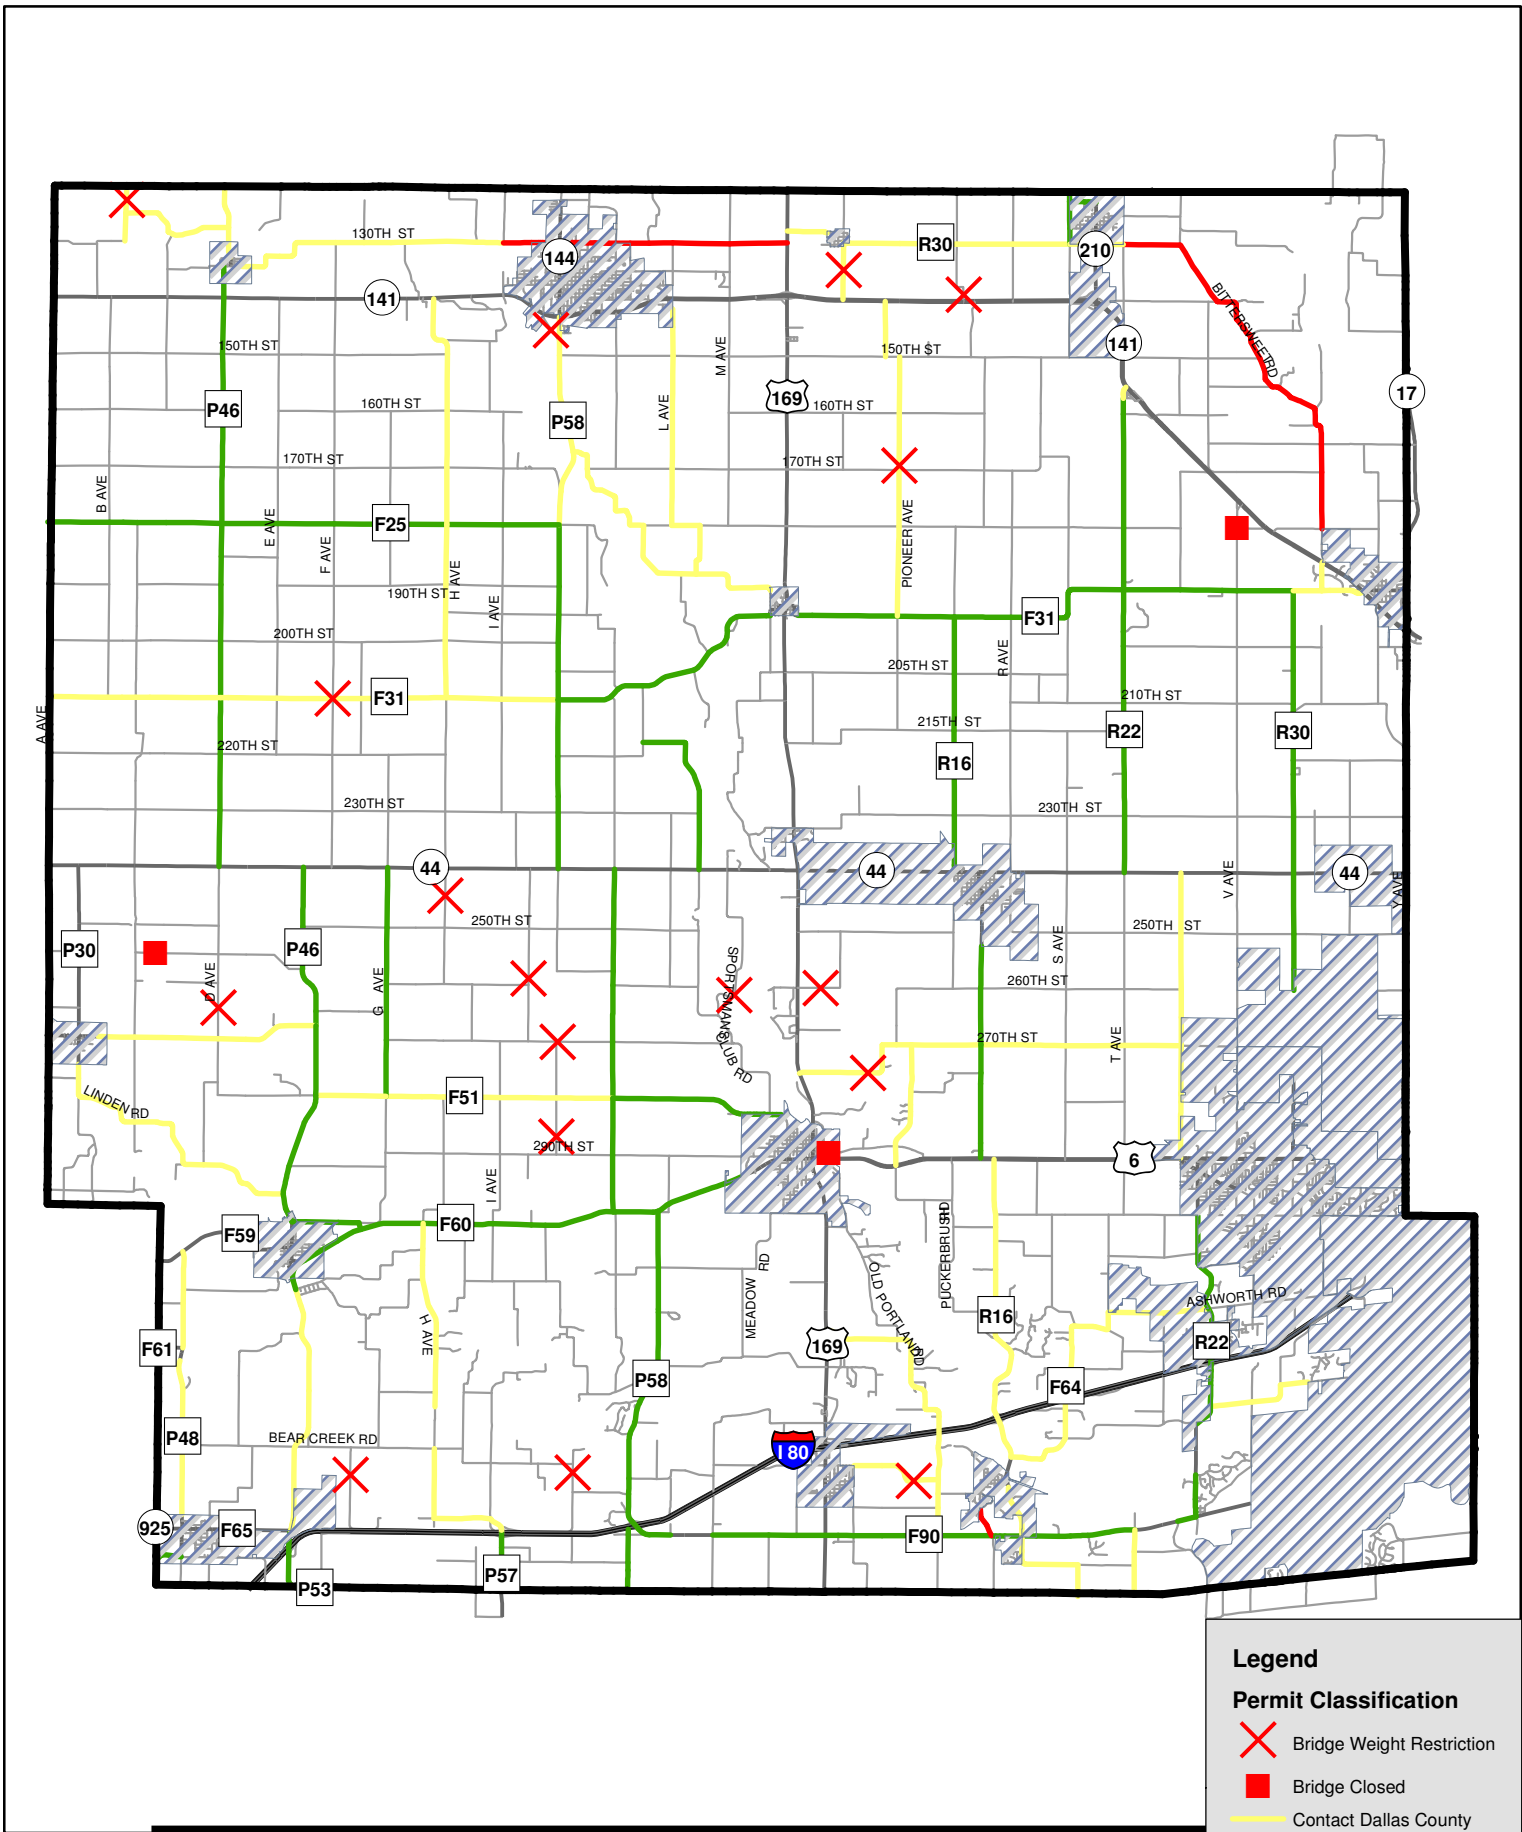 130TH ST
144
R30
210
141
BITTERSWEET RD
150TH ST
M AVE
150TH ST
141
17
P46
160TH ST
P58
L AVE
169
160TH ST
170TH ST
170TH ST
B AVE
E AVE
F25
F AVE
PIONEER AVE
H AVE
190TH ST
I AVE
F31
200TH ST
R AVE
205TH ST
F31
210TH ST
A AVE
215TH ST
R22
R30
220TH ST
R16
230TH ST
230TH ST
44
44
44
V AVE
Y AVE
250TH ST
250TH ST
P30
P46
S AVE
D AVE
G AVE
SPORTSMANS CLUB RD
260TH ST
270TH ST
T AVE
LINDEN RD
F51
290TH ST
6
I AVE
F59
F60
PUCKERBRUSH RD
MEADOW RD
OLD PORTLAND RD
ASHWORTH RD
H AVE
R16
F61
169
R22
P58
F64
P48
BEAR CREEK RD
I 80
925
F65
F90
P53
P57
Legend
Permit Classification
Bridge Weight Restriction
Bridge Closed
Contact Dallas County